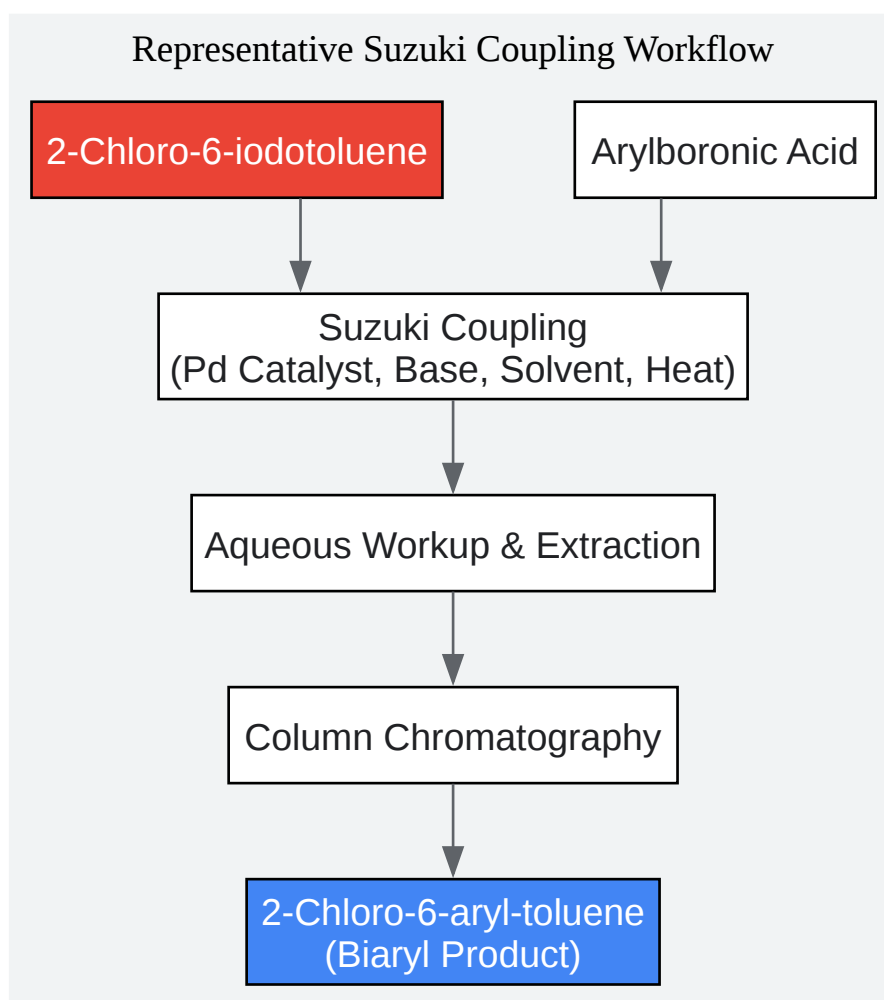 Representative Suzuki Coupling Workflow
2-Chloro-6-iodotoluene
Arylboronic Acid
Suzuki Coupling
(Pd Catalyst, Base, Solvent, Heat)
Aqueous Workup & Extraction
Column Chromatography
2-Chloro-6-aryl-toluene
(Biaryl Product)